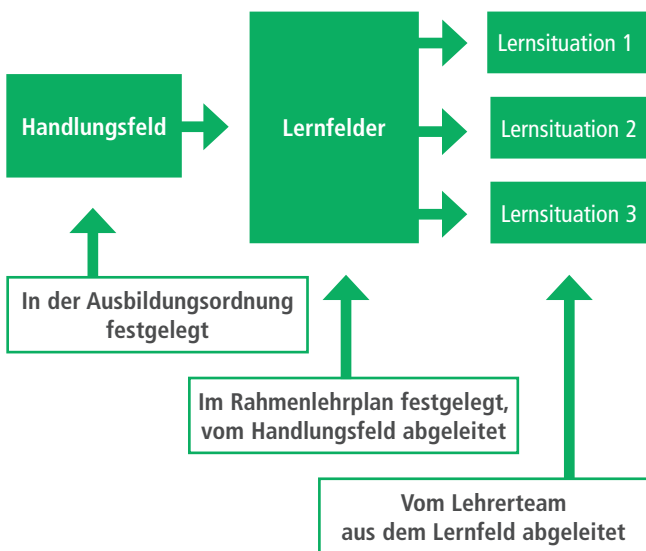 Lernsituation 1
Handlungsfeld
Lernfelder
Lernsituation 2
Lernsituation 3
In der Ausbildungsordnung
festgelegt
Im Rahmenlehrplan festgelegt,
vom Handlungsfeld abgeleitet
Vom Lehrerteam
aus dem Lernfeld abgeleitet